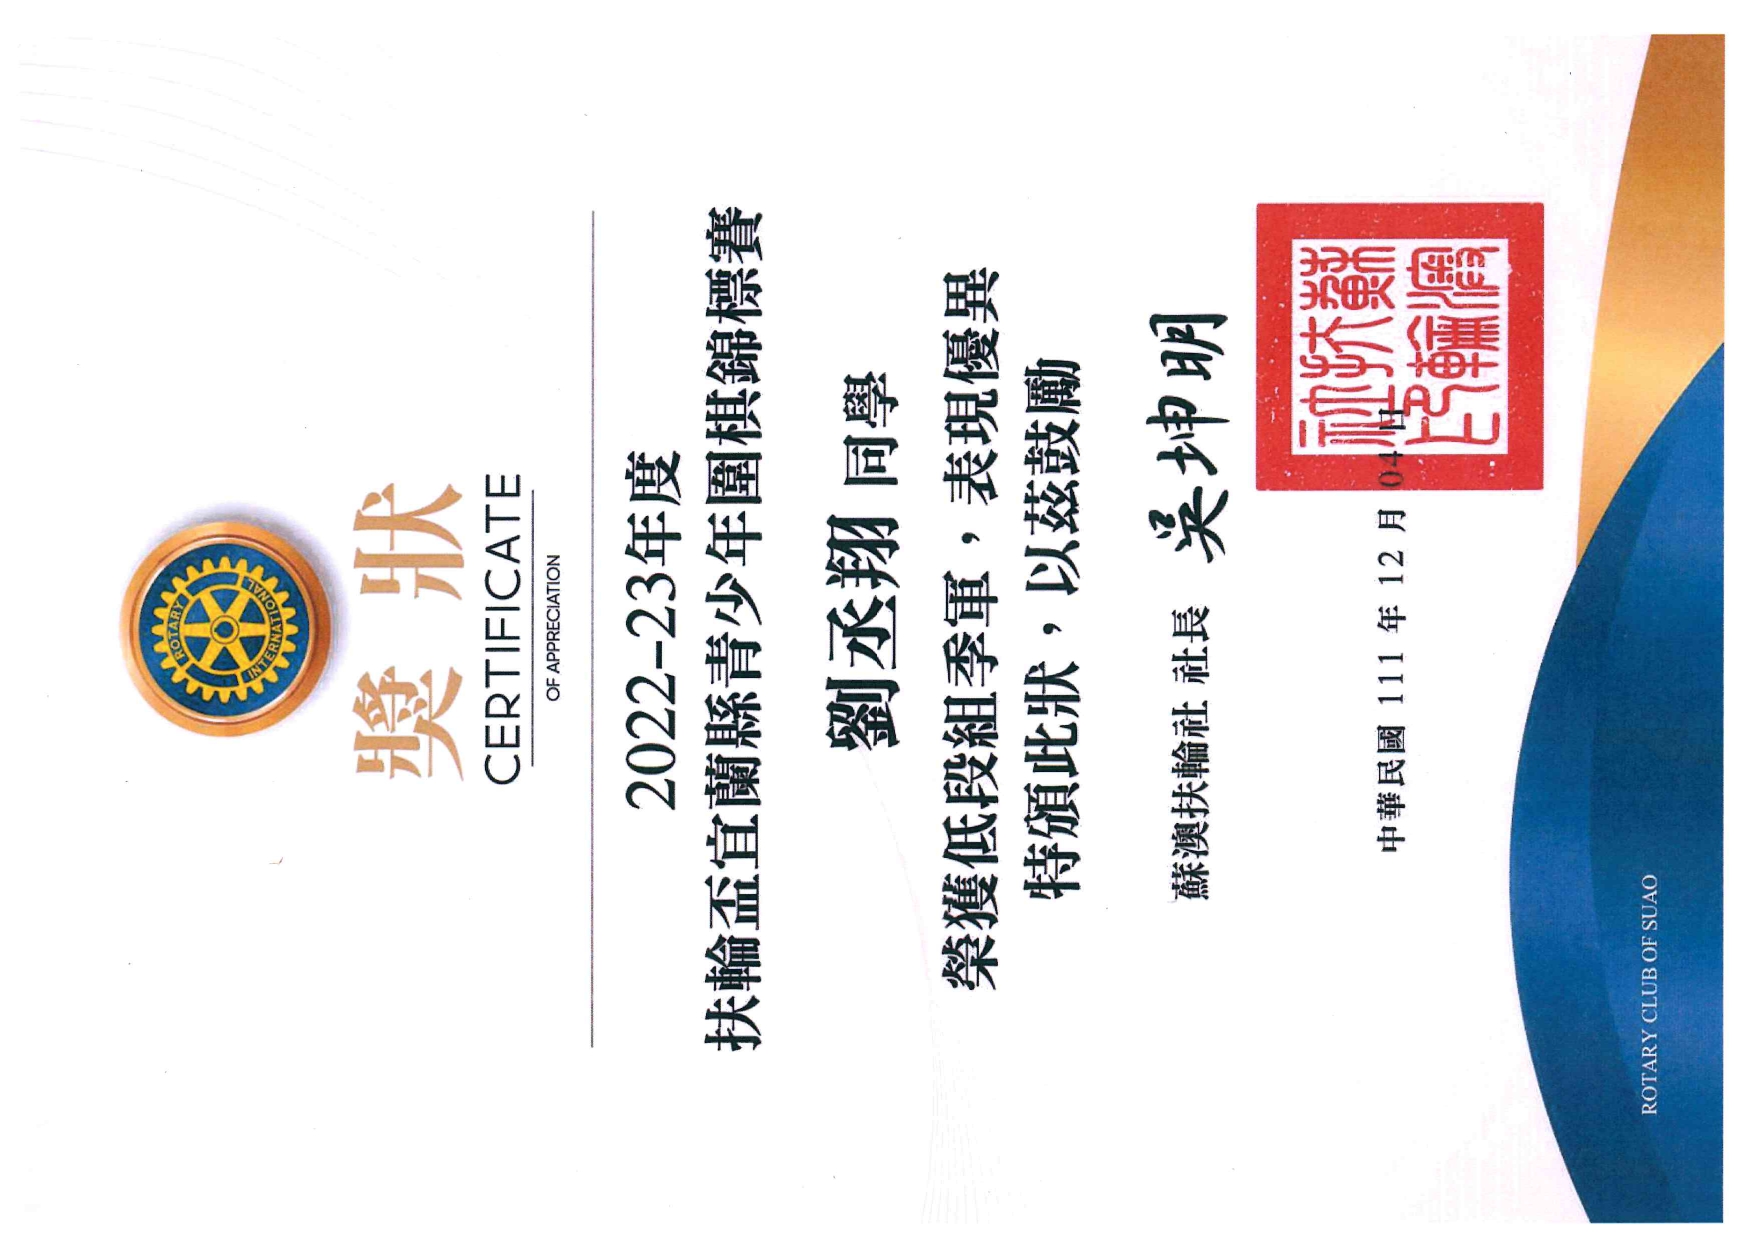 ROTARY
INTERNATIONAL
獎 狀
CERTIFICATE
OF APPRECIATION
2022-23年度
扶輪盃宜蘭縣青少年圍棋錦標賽
劉丞翔 同學
榮獲低段組季軍，表現優異
特頒此狀，以茲鼓勵
蘇澳扶輪社 社長 吳坤明
中華民國 111 年 12 月 04 日
蘇澳
扶輪
社印
ROTARY CLUB OF SUAO